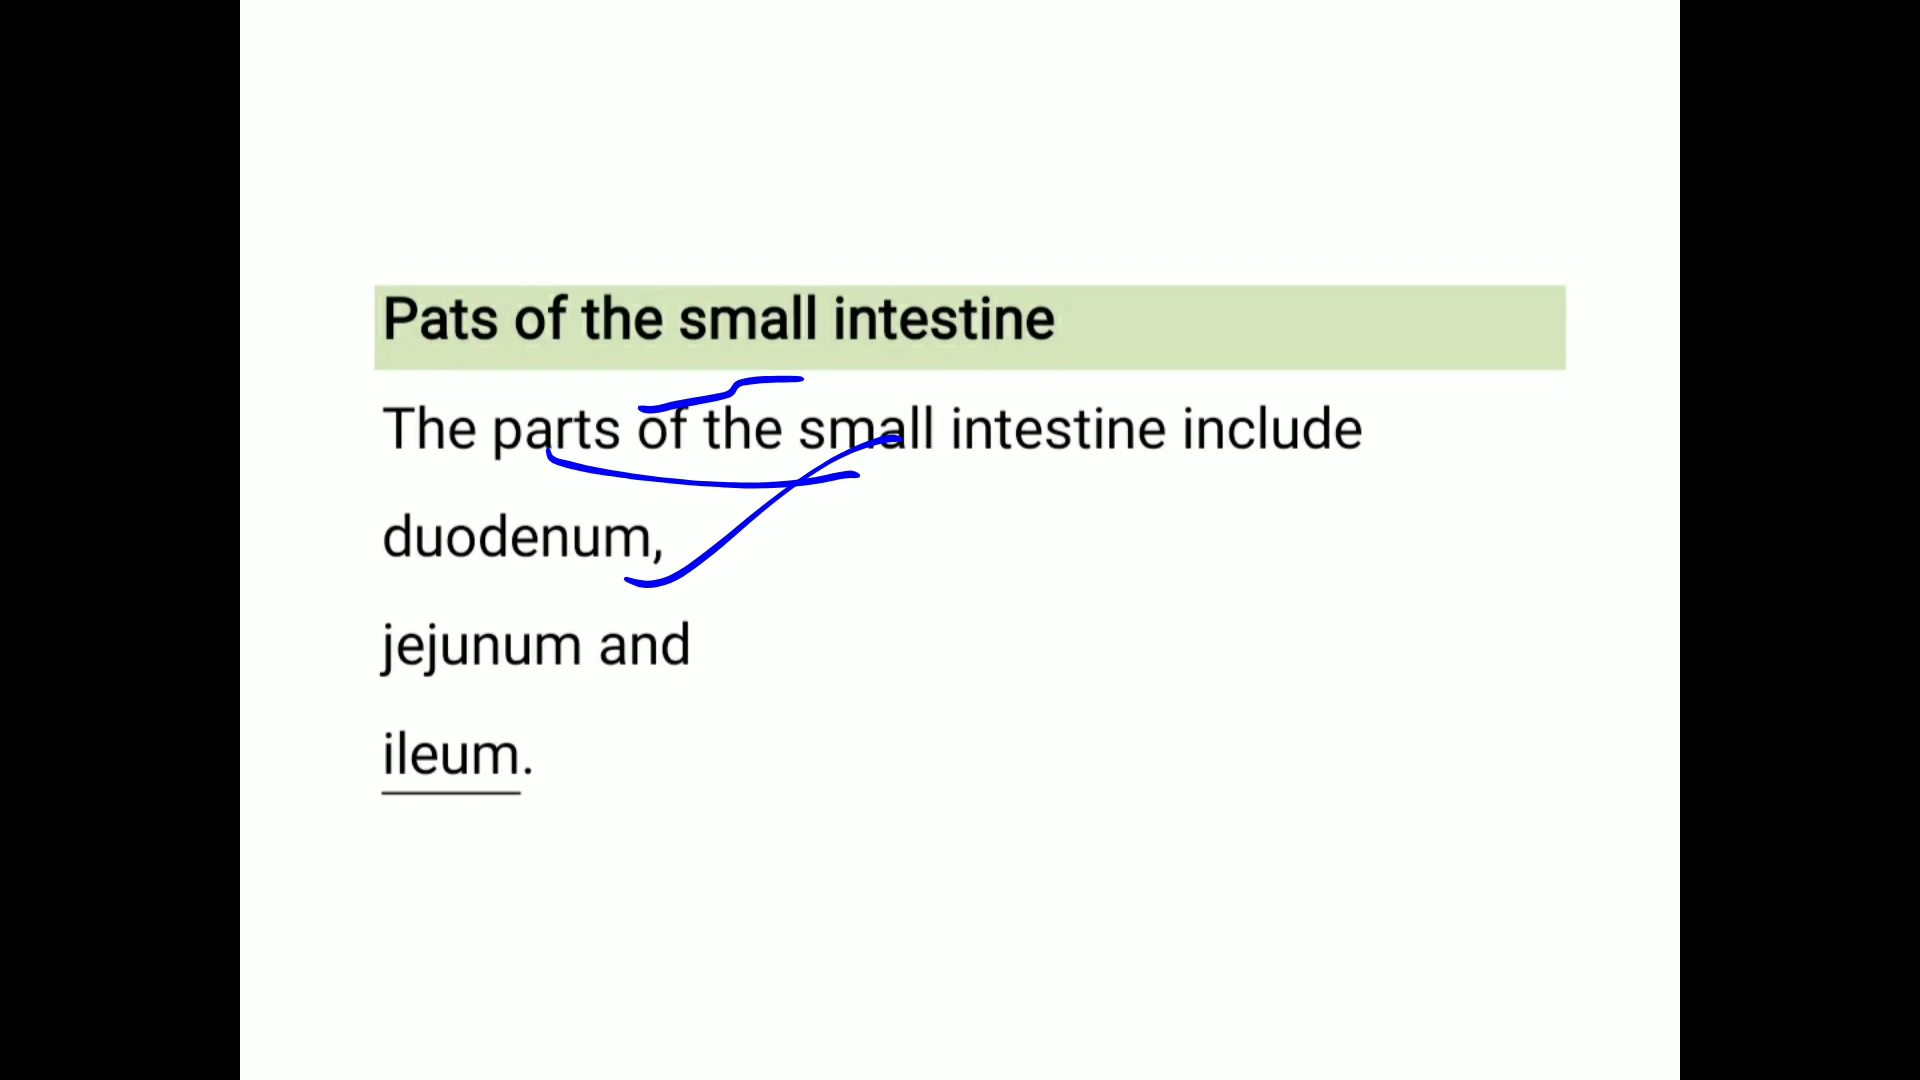 Pats of the small intestine
The parts of the small intestine include
duodenum,
jejunum and
ileum.